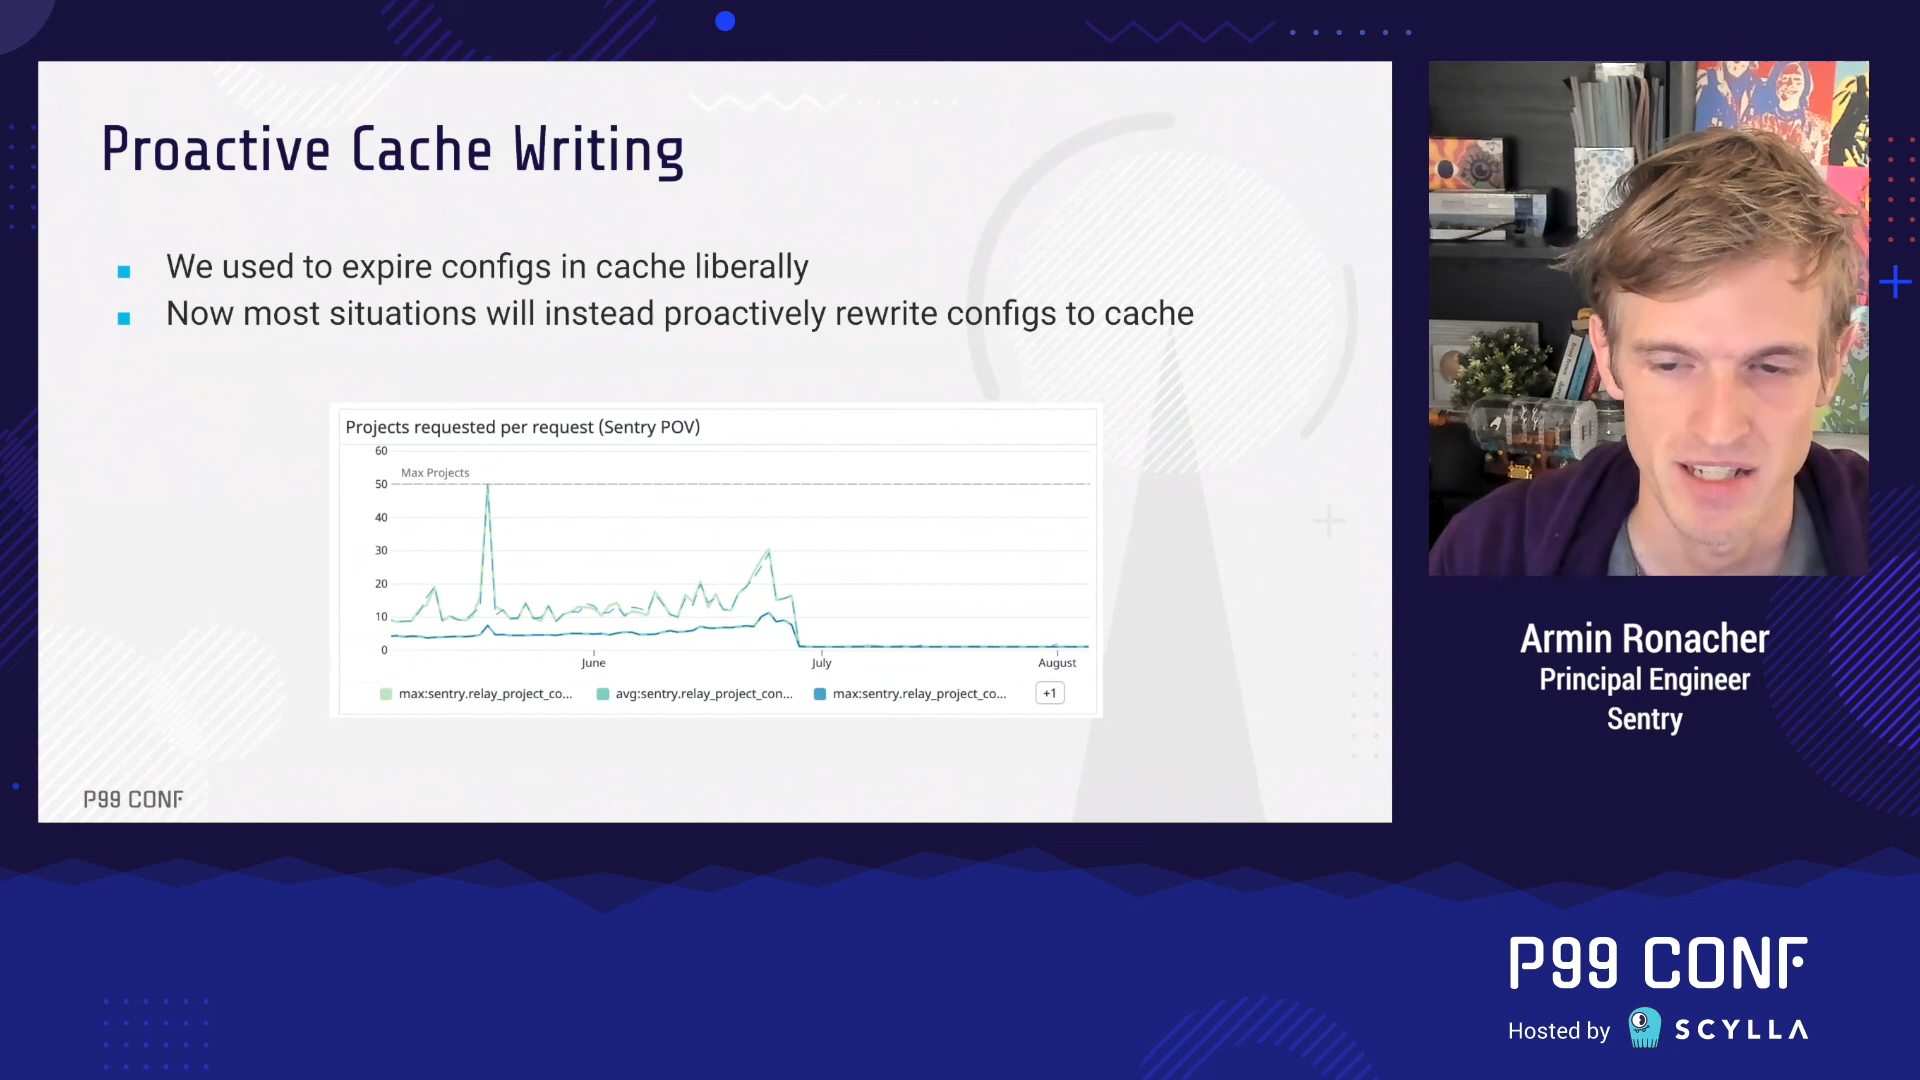 Proactive Cache Writing
We used to expire configs in cache liberally
Now most situations will instead proactively rewrite configs to cache
Projects requested per request (Sentry POV)
60
Max Projects
50
40
30
20
10
0
June July August
max:sentry.relay_project_co... avg:sentry.relay_project_con... max:sentry.relay_project_co... +1
P99 CONF
Armin Ronacher
Principal Engineer
Sentry
P99 CONF
Hosted by SCYLLA